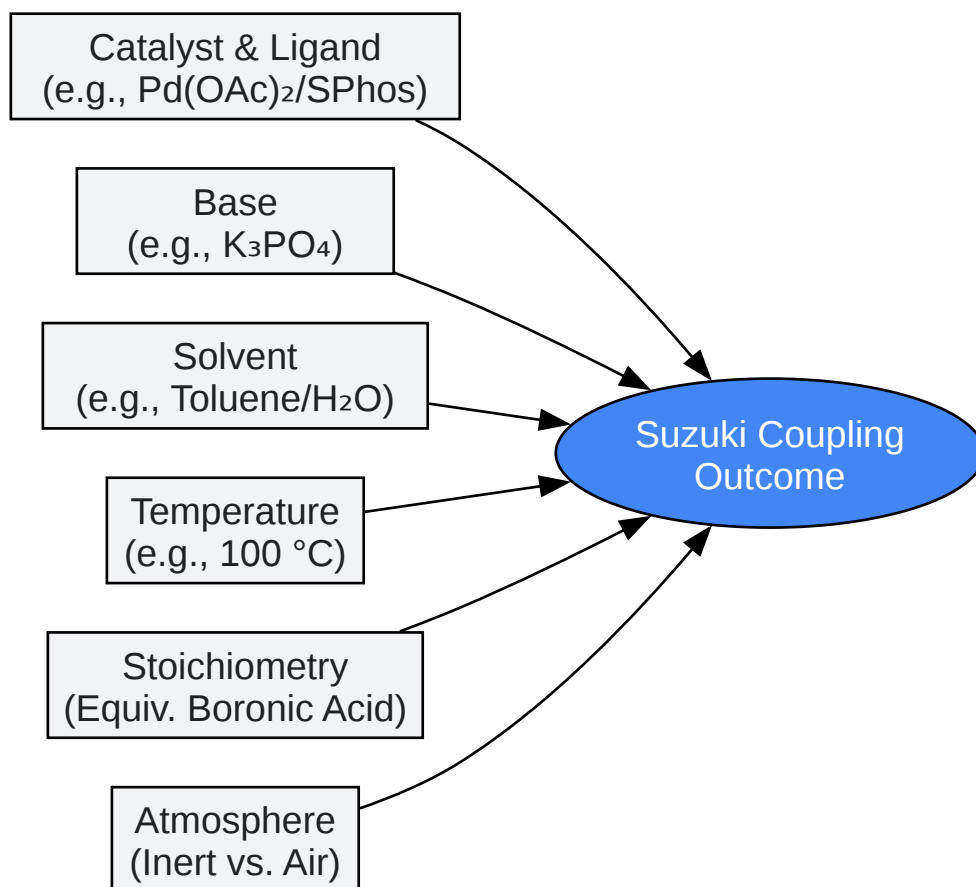 Catalyst & Ligand
(e.g., Pd(OAc)₂/SPhos)
Base
(e.g., K₃PO₄)
Solvent
(e.g., Toluene/H₂O)
Temperature
(e.g., 100 °C)
Stoichiometry
(Equiv. Boronic Acid)
Atmosphere
(Inert vs. Air)
Suzuki Coupling
Outcome